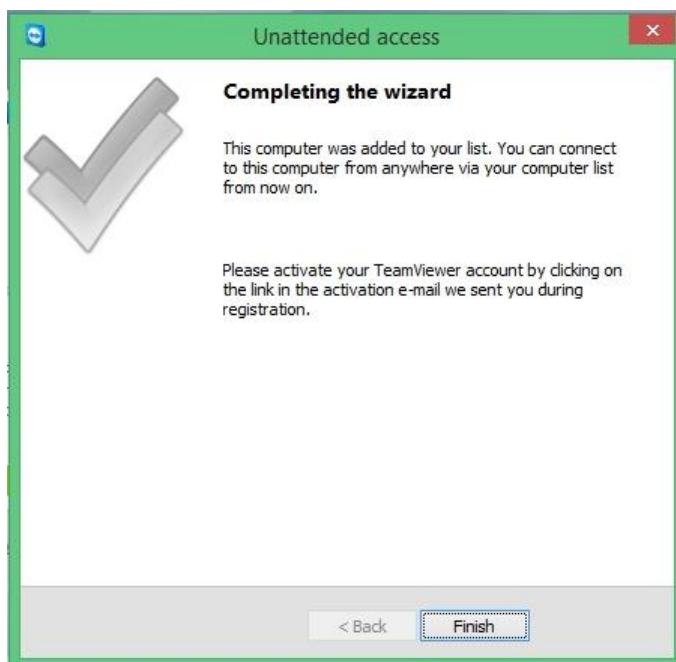 Unattended access
Completing the wizard
This computer was added to your list. You can connect
to this computer from anywhere via your computer list
from now on.
Please activate your TeamViewer account by clicking on
the link in the activation e-mail we sent you during
registration.
< Back
Finish